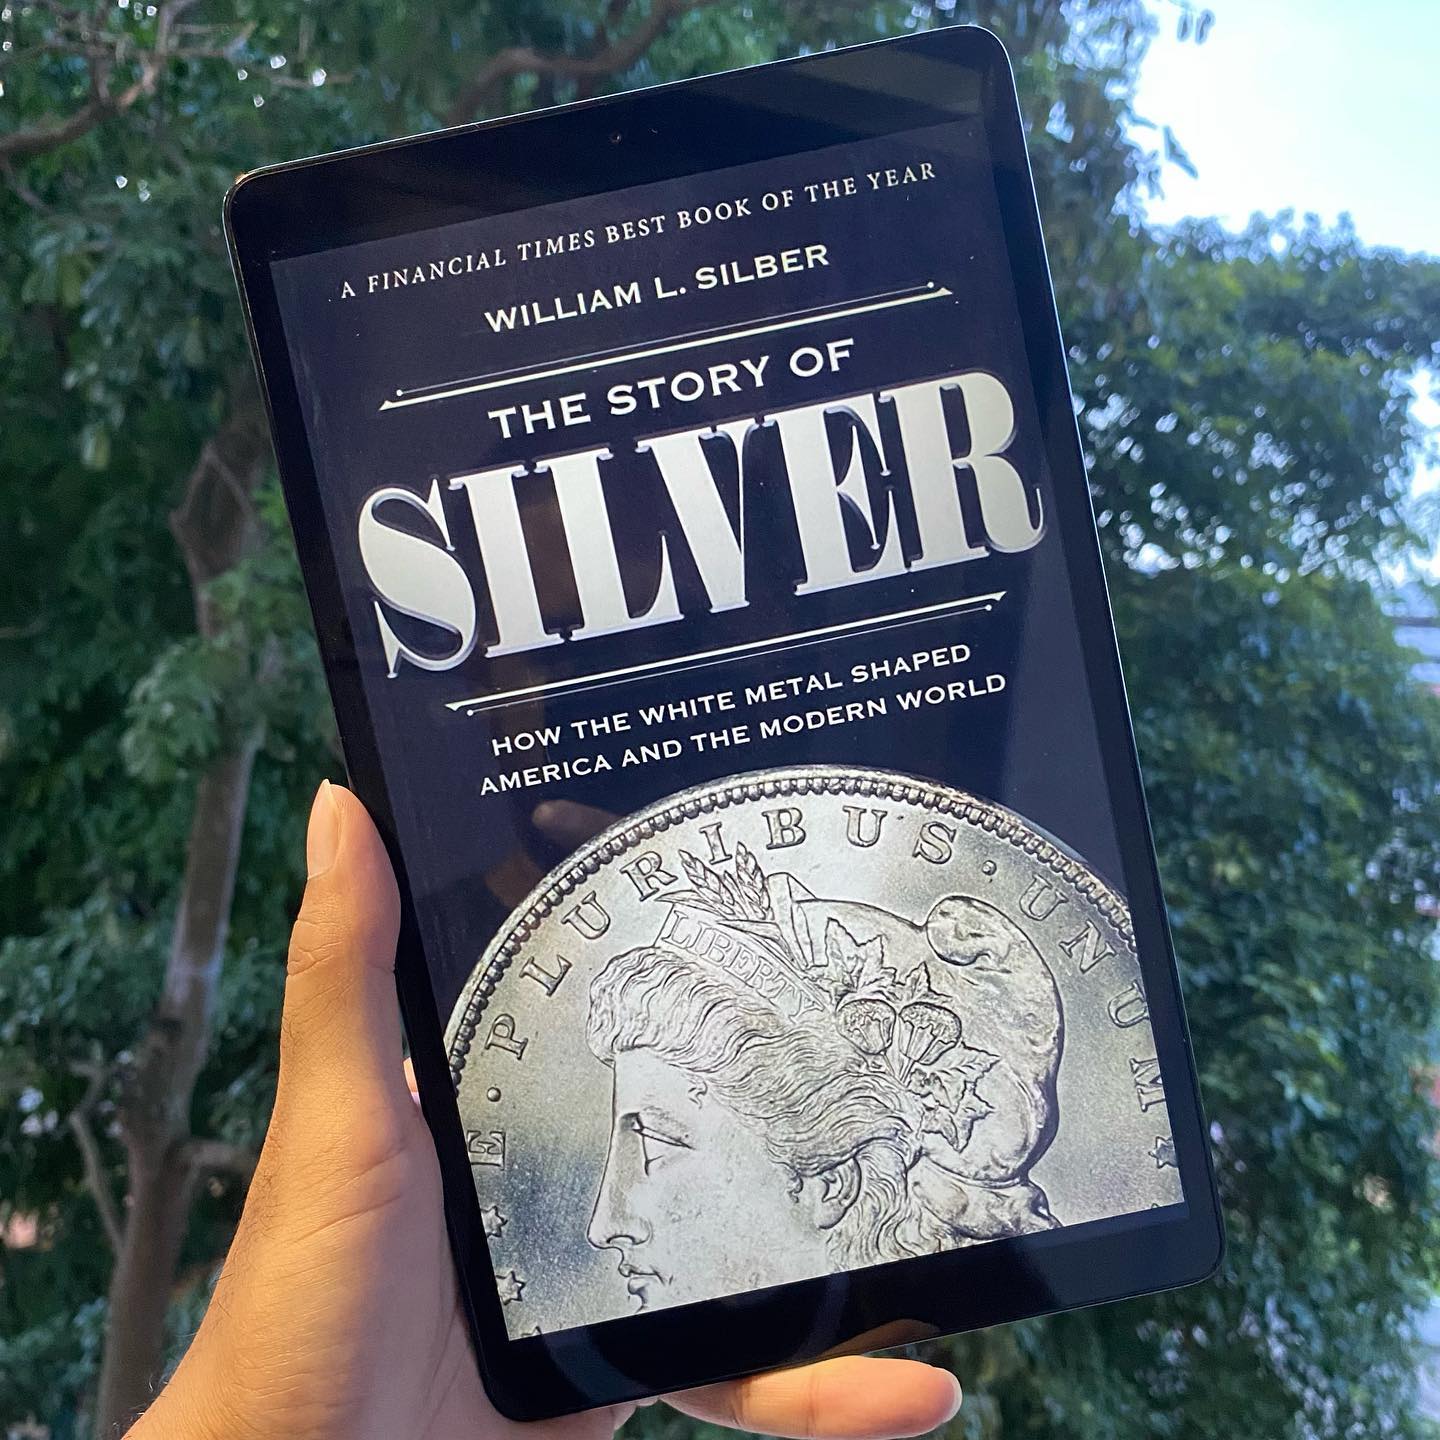 A FINANCIAL TIMES BEST BOOK OF THE YEAR
WILLIAM L. SILBER
THE STORY OF
SILVER
HOW THE WHITE METAL SHAPED
AMERICA AND THE MODERN WORLD
E · PLURIBUS · UNUM
LIBERTY